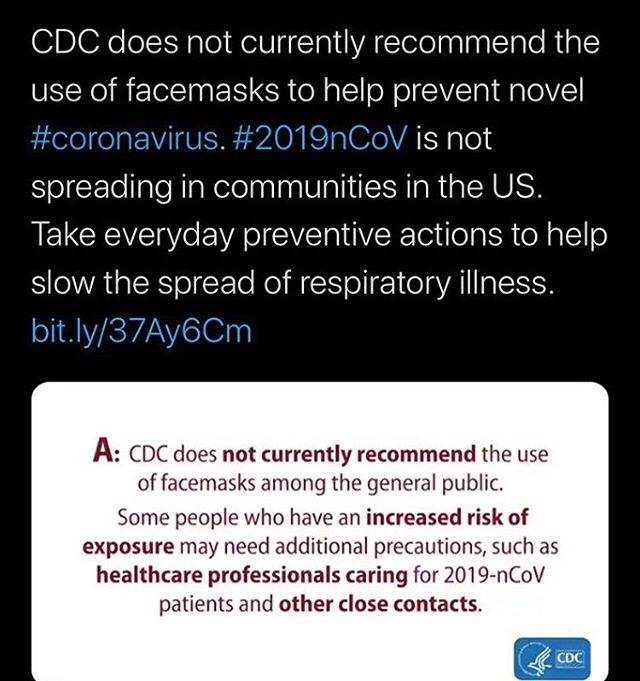 CDC does not currently recommend the
use of facemasks to help prevent novel
#coronavirus. #2019nCoV is not
spreading in communities in the US.
Take everyday preventive actions to help
slow the spread of respiratory illness.
bit.ly/37Ay6Cm
A: CDC does not currently recommend the use
of facemasks among the general public.
Some people who have an increased risk of
exposure may need additional precautions, such as
healthcare professionals caring for 2019-nCoV
patients and other close contacts.
CDC